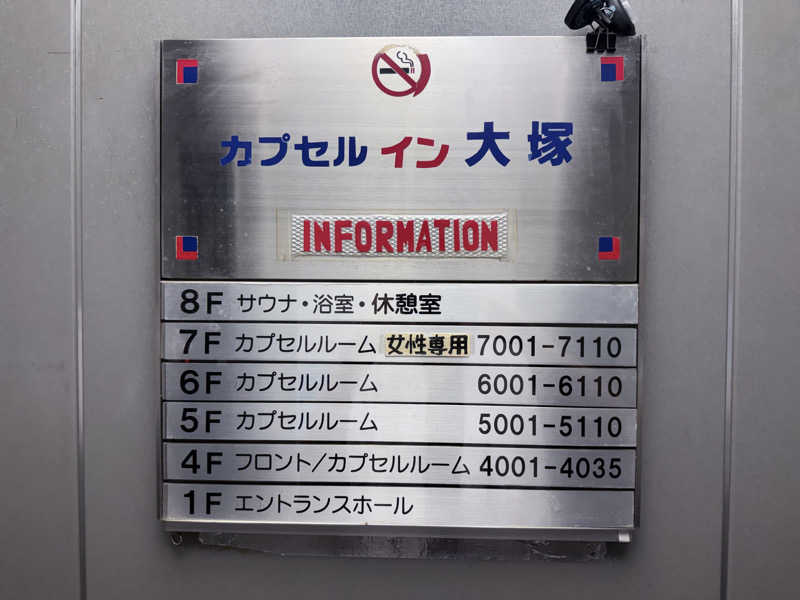 カプセル イン 大塚
INFORMATION
8F サウナ・浴室・休憩室
7F カプセルルーム 女性専用 7001-7110
6F カプセルルーム 6001-6110
5F カプセルルーム 5001-5110
4F フロント/カプセルルーム 4001-4035
1F エントランスホール